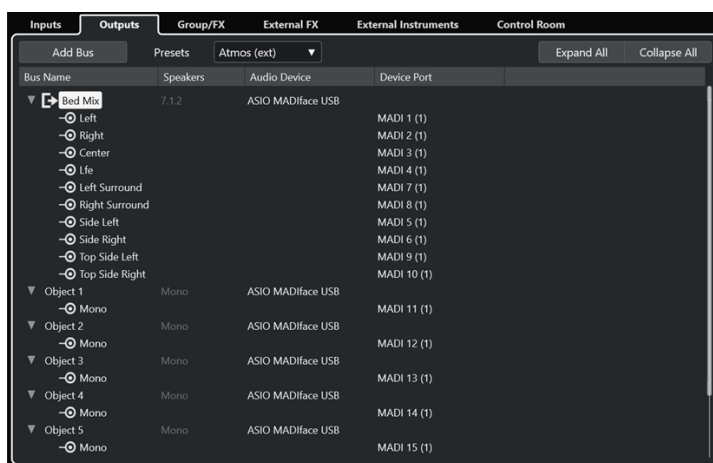 Inputs Outputs Group/FX External FX External Instruments Control Room
Add Bus Presets Atmos (ext) Expand All Collapse All
Bus Name Speakers Audio Device Device Port
Bed Mix 7.1.2 ASIO MADIface USB
Left MADI 1 (1)
Right MADI 2 (1)
Center MADI 3 (1)
Lfe MADI 4 (1)
Left Surround MADI 7 (1)
Right Surround MADI 8 (1)
Side Left MADI 5 (1)
Side Right MADI 6 (1)
Top Side Left MADI 9 (1)
Top Side Right MADI 10 (1)
Object 1 Mono ASIO MADIface USB
Mono MADI 11 (1)
Object 2 Mono ASIO MADIface USB
Mono MADI 12 (1)
Object 3 Mono ASIO MADIface USB
Mono MADI 13 (1)
Object 4 Mono ASIO MADIface USB
Mono MADI 14 (1)
Object 5 Mono ASIO MADIface USB
Mono MADI 15 (1)